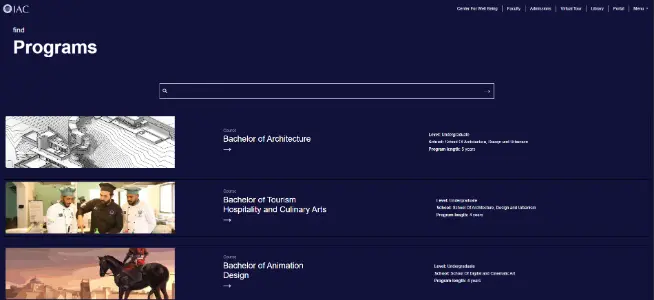 IAC
Center For Well Being
Faculty
Admissions
Virtual Tour
Library
Portal
Menu
find
Programs
Course
Bachelor of Architecture
Level: Undergraduate
School: School Of Architecture, Design and Urbanism
Program length: 5 years
Course
Bachelor of Tourism
Hospitality and Culinary Arts
Level: Undergraduate
School: School Of Architecture, Design and Urbanism
Program length: 4 years
Course
Bachelor of Animation
Design
Level: Undergraduate
School: School Of Digital and Cinematic Art
Program length: 4 years